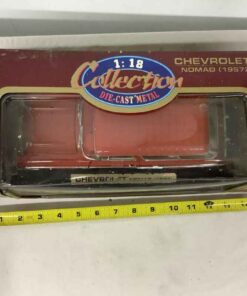 1:18
Collection
DIE-CAST METAL
CHEVROLET
NOMAD (1957)
CHEVROLET
1 2 3 4 5 6 7 8 9 10 11